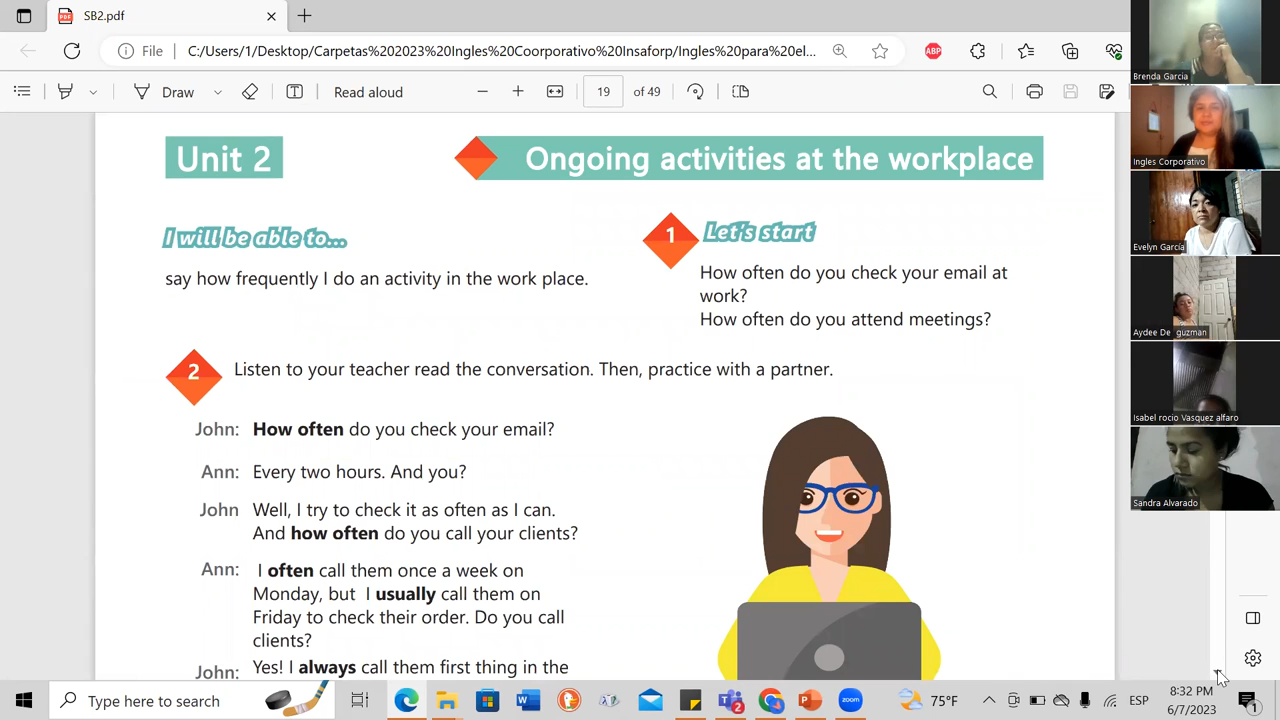 SB2.pdf
File
C:/Users/1/Desktop/Carpetas%202023%20Ingles%20Coorporativo%20Insaforp/Ingles%20para%20el...
ABP
Draw
Read aloud
19
of 49
Unit 2
Ongoing activities at the workplace
I will be able to...
say how frequently I do an activity in the work place.
1
Let's start
How often do you check your email at
work?
How often do you attend meetings?
2
Listen to your teacher read the conversation. Then, practice with a partner.
John: How often do you check your email?
Ann: Every two hours. And you?
John Well, I try to check it as often as I can.
And how often do you call your clients?
Ann: I often call them once a week on
Monday, but I usually call them on
Friday to check their order. Do you call
clients?
John: Yes! I always call them first thing in the
Brenda Garcia
Ingles Corporativo
Evelyn García
Aydee De guzman
Isabel rocio Vasquez alfaro
Sandra Alvarado
Type here to search
2
75°F
ESP
8:32 PM
6/7/2023
1